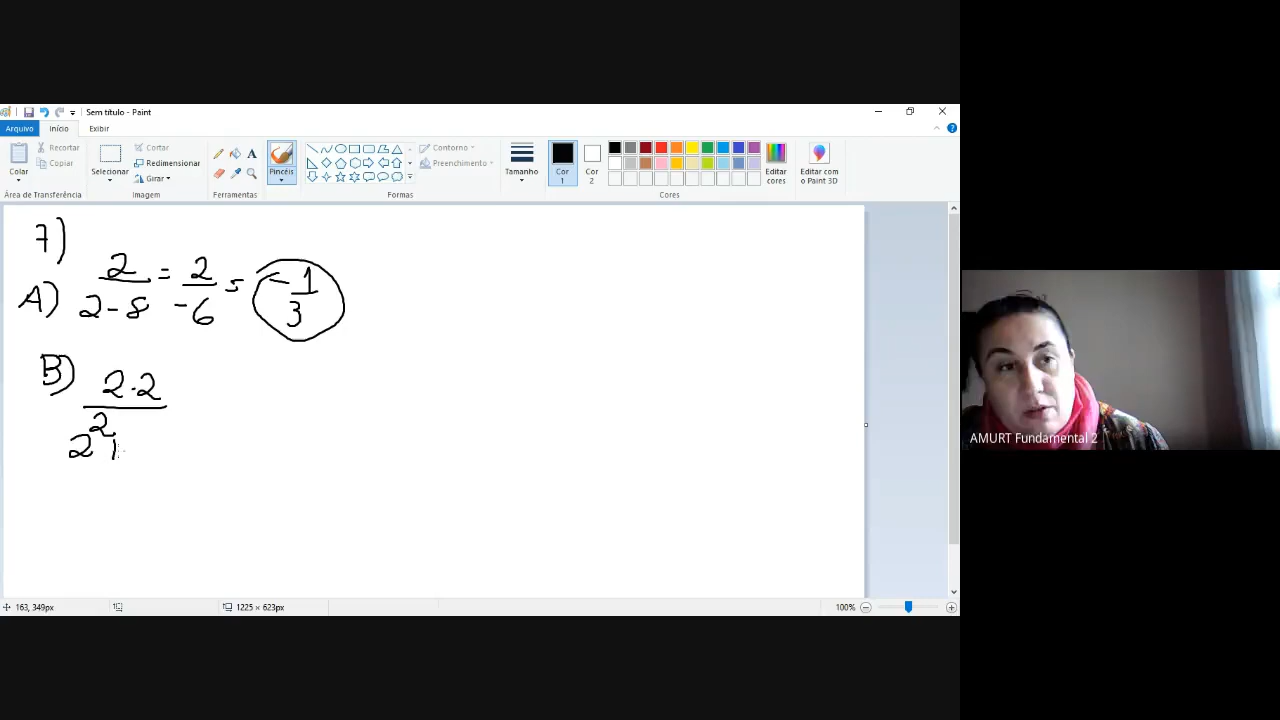 Sem título - Paint
Arquivo Início Exibir
Colar
Recortar
Copiar
Área de Transferência
Selecionar
Cortar
Redimensionar
Girar
Imagem
Ferramentas
Pincéis
Contorno
Preenchimento
Formas
Tamanho
Cor 1
Cor 2
Editar cores
Cores
Editar com o Paint 3D
7)
A) 2/2-8 = 2/-6 = -1/3
B) 2·2
2²
AMURT Fundamental 2
163, 349px
1225 × 623px
100%